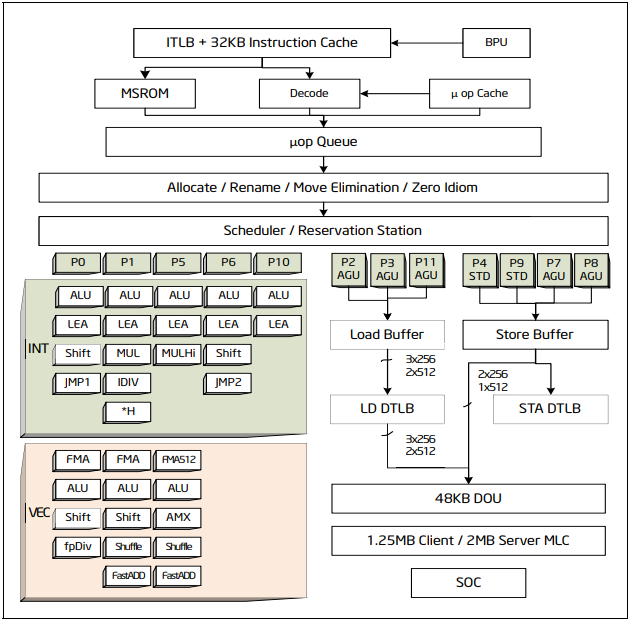 ITLB + 32KB Instruction Cache
BPU
MSROM
Decode
µ op Cache
µop Queue
Allocate / Rename / Move Elimination / Zero Idiom
Scheduler / Reservation Station
P0
P1
P5
P6
P10
P2
AGU
P3
AGU
P11
AGU
P4
STD
P9
STD
P7
AGU
P8
AGU
INT
ALU
ALU
ALU
ALU
ALU
LEA
LEA
LEA
LEA
LEA
Shift
MUL
MULHi
Shift
JMP1
IDIV
JMP2
*H
Load Buffer
Store Buffer
3x256
2x512
2x256
1x512
LD DTLB
STA DTLB
3x256
2x512
VEC
FMA
FMA
FMA512
ALU
ALU
ALU
Shift
Shift
AMX
fpDiv
Shuffle
Shuffle
FastADD
FastADD
48KB DOU
1.25MB Client / 2MB Server MLC
SOC